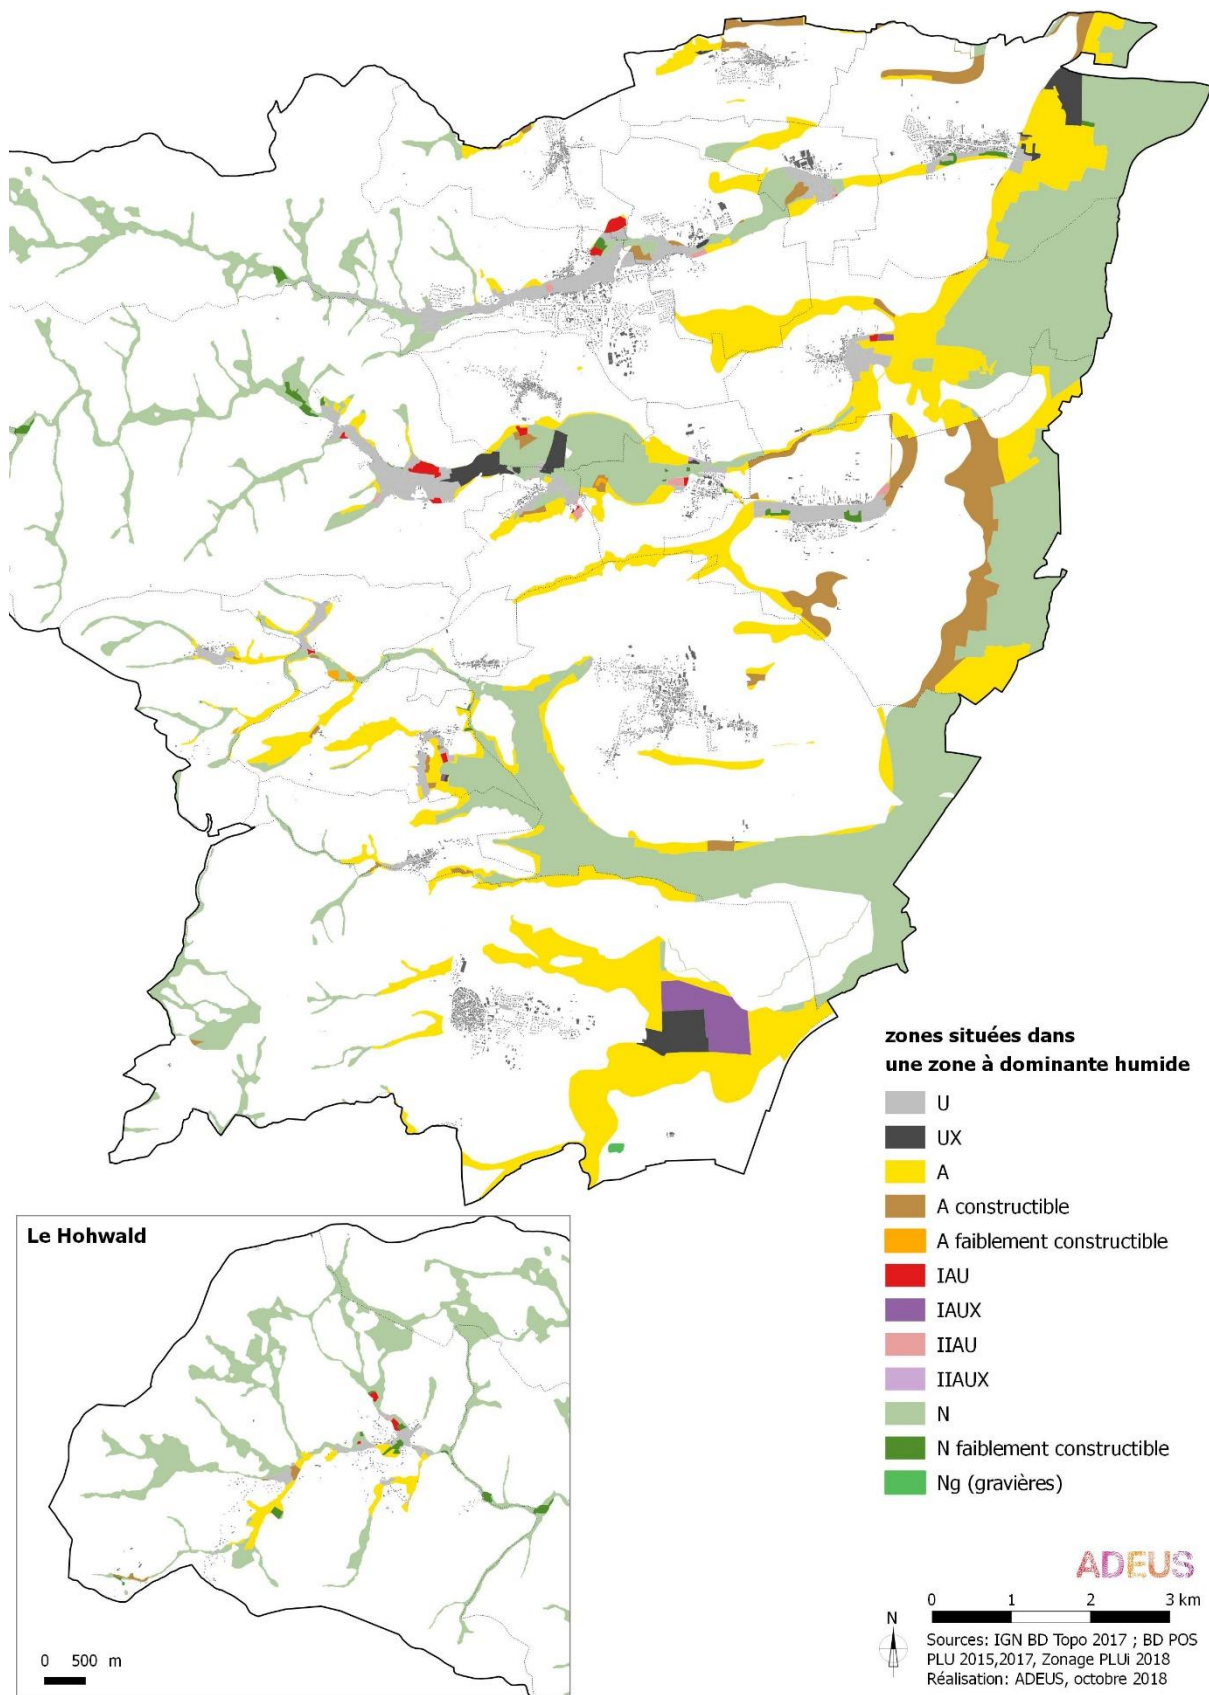 zones situées dans
une zone à dominante humide
U
UX
A
A constructible
A faiblement constructible
IAU
IAUX
IIAU
IIAUX
N
N faiblement constructible
Ng (gravières)
Le Hohwald
0 500 m
ADEUS
0 1 2 3 km
N
Sources: IGN BD Topo 2017 ; BD POS
PLU 2015,2017, Zonage PLUi 2018
Réalisation: ADEUS, octobre 2018